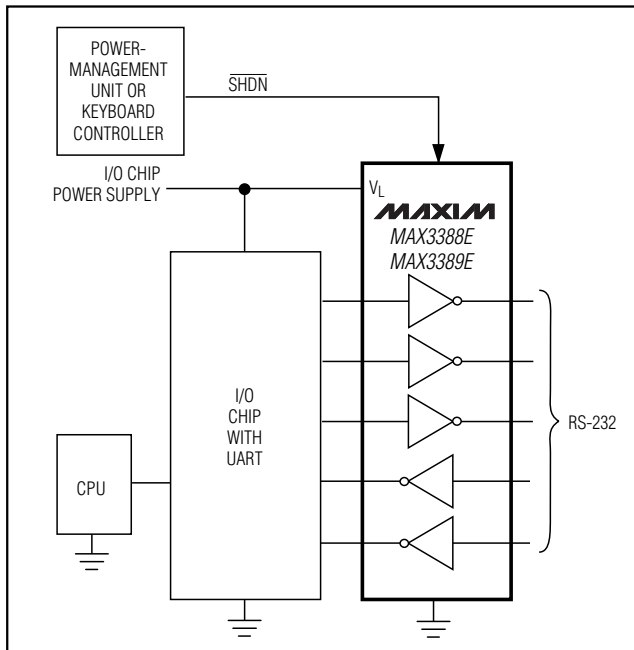 POWER-
MANAGEMENT
UNIT OR
KEYBOARD
CONTROLLER
SHDN
I/O CHIP
POWER SUPPLY
VL
MAXIM
MAX3388E
MAX3389E
I/O
CHIP
WITH
UART
RS-232
CPU